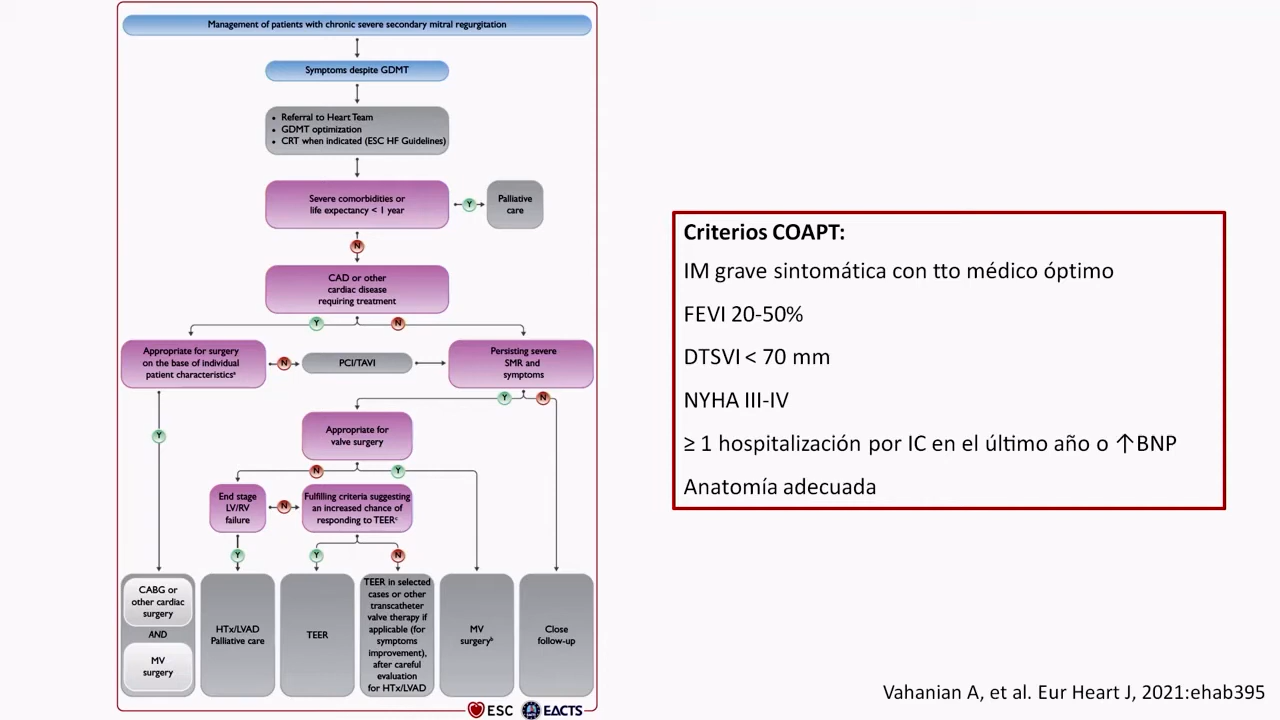 Management of patients with chronic severe secondary mitral regurgitation
Symptoms despite GDMT
• Referral to Heart Team
• GDMT optimization
• CRT when indicated (ESC HF Guidelines)
Severe comorbidities or
life expectancy < 1 year
Y
Palliative
care
N
CAD or other
cardiac disease
requiring treatment
Y
N
Appropriate for surgery
on the base of individual
patient characteristicsᵃ
N
PCI/TAVI
Persisting severe
SMR and
symptoms
Y
N
Y
Appropriate for
valve surgery
N
Y
End stage
LV/RV
failure
N
Fulfilling criteria suggesting
an increased chance of
responding to TEERᶜ
Y
Y
N
CABG or
other cardiac
surgery
AND
MV
surgery
HTx/LVAD
Palliative care
TEER
TEER in selected
cases or other
transcatheter
valve therapy if
applicable (for
symptoms
improvement),
after careful
evaluation
for HTx/LVAD
MV
surgeryᵇ
Close
follow-up
ESC
EACTS
Criterios COAPT:
IM grave sintomática con tto médico óptimo
FEVI 20-50%
DTSVI < 70 mm
NYHA III-IV
≥ 1 hospitalización por IC en el último año o ↑BNP
Anatomía adecuada
Vahanian A, et al. Eur Heart J, 2021:ehab395